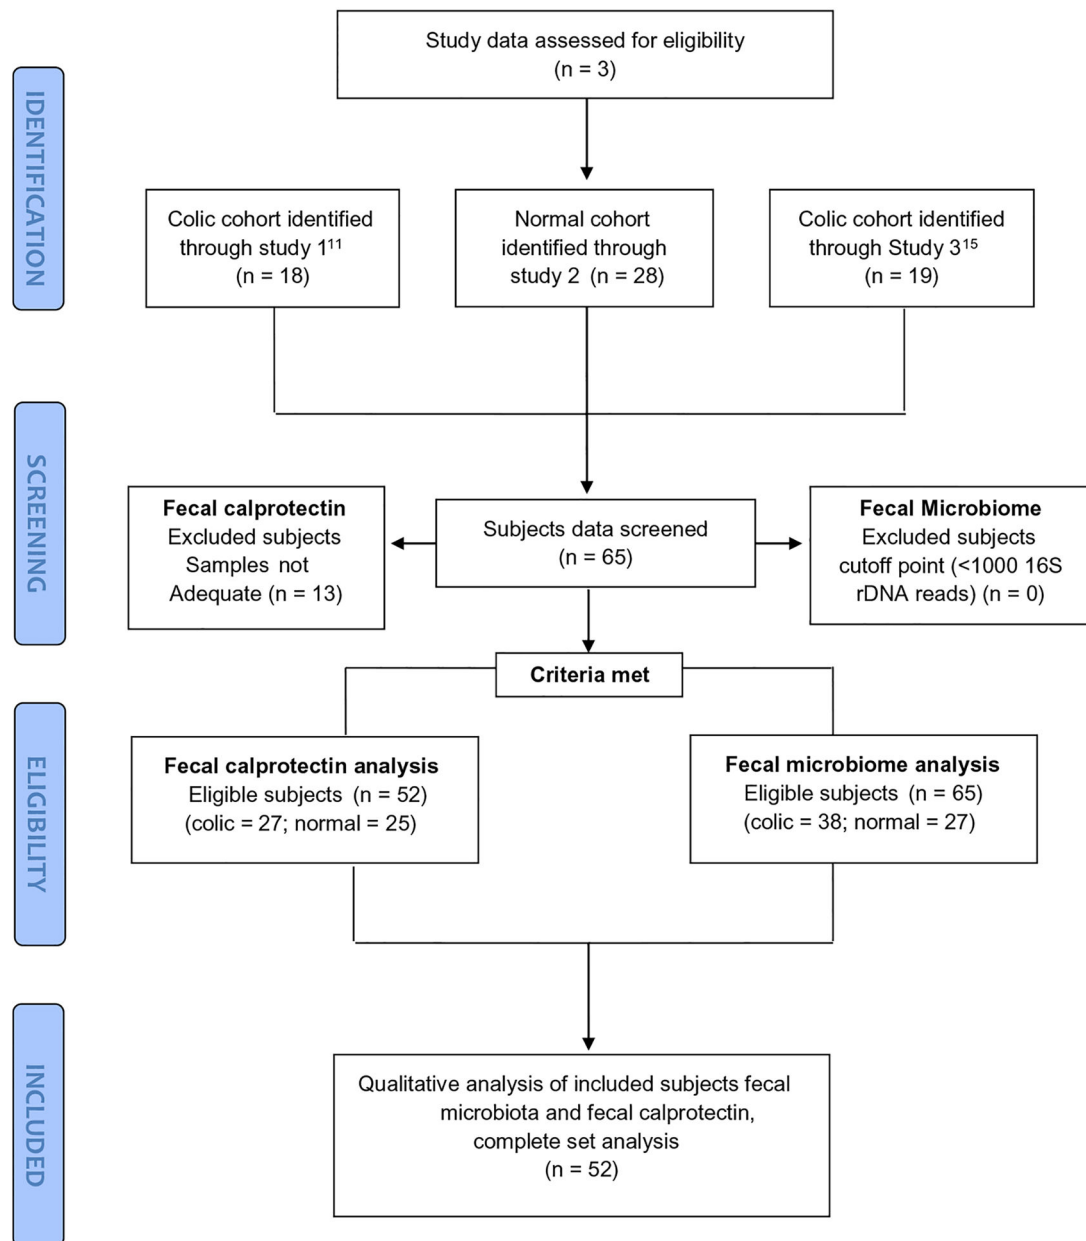 IDENTIFICATION
Study data assessed for eligibility
(n = 3)
Colic cohort identified
through study 1¹¹
(n = 18)
Normal cohort
identified through
study 2 (n = 28)
Colic cohort identified
through Study 3¹⁵
(n = 19)
SCREENING
Fecal calprotectin
Excluded subjects
Samples not
Adequate (n = 13)
Subjects data screened
(n = 65)
Fecal Microbiome
Excluded subjects
cutoff point (<1000 16S
rDNA reads) (n = 0)
Criteria met
ELIGIBILITY
Fecal calprotectin analysis
Eligible subjects (n = 52)
(colic = 27; normal = 25)
Fecal microbiome analysis
Eligible subjects (n = 65)
(colic = 38; normal = 27)
INCLUDED
Qualitative analysis of included subjects fecal
microbiota and fecal calprotectin,
complete set analysis
(n = 52)